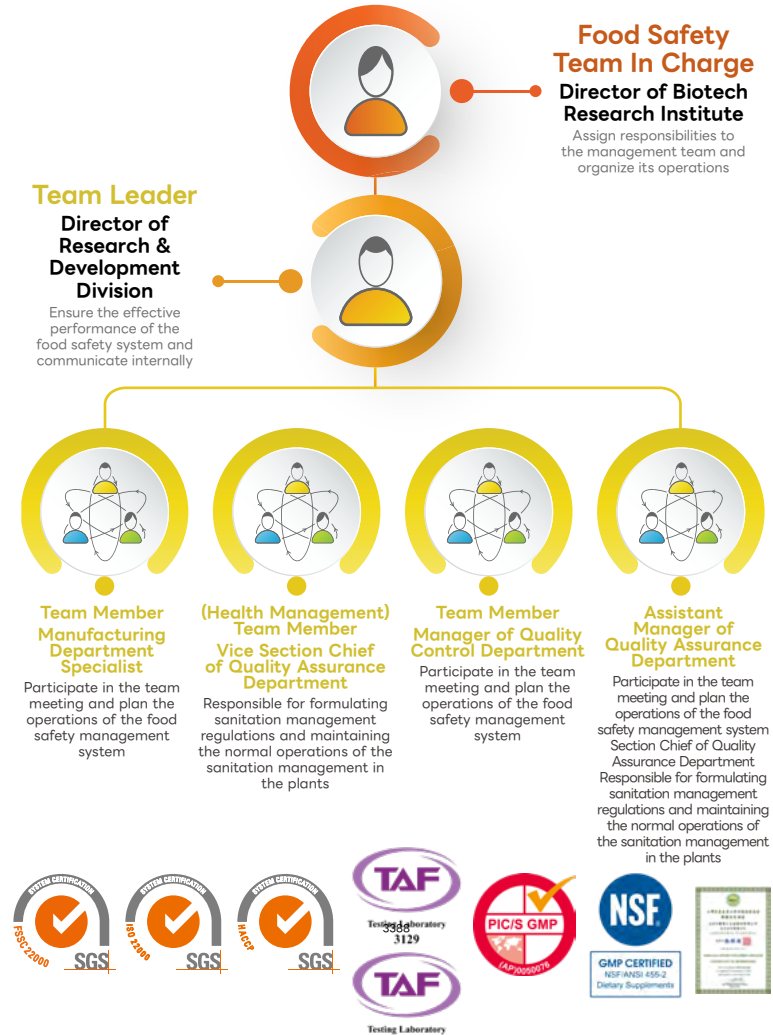 Food Safety
Team In Charge
Director of Biotech
Research Institute
Assign responsibilities to
the management team and
organize its operations
Team Leader
Director of
Research &
Development
Division
Ensure the effective
performance of the
food safety system and
communicate internally
Team Member
Manufacturing
Department
Specialist
Participate in the team
meeting and plan the
operations of the food
safety management
system
(Health Management)
Team Member
Vice Section Chief
of Quality Assurance
Department
Responsible for formulating
sanitation management
regulations and maintaining
the normal operations of the
sanitation management in
the plants
Team Member
Manager of Quality
Control Department
Participate in the team
meeting and plan the
operations of the food
safety management
system
Assistant
Manager of
Quality Assurance
Department
Participate in the team
meeting and plan the
operations of the food
safety management system
Section Chief of Quality
Assurance Department
Responsible for formulating
sanitation management
regulations and maintaining
the normal operations of
the sanitation management
in the plants
SYSTEM CERTIFICATION
FSSC 22000
SGS
SYSTEM CERTIFICATION
ISO 22000
SGS
SYSTEM CERTIFICATION
HACCP
SGS
TAF
Testing Laboratory
3388
3129
TAF
Testing Laboratory
PIC/S GMP
(AP)0050076
NSF
GMP CERTIFIED
NSF/ANSI 455-2
Dietary Supplements